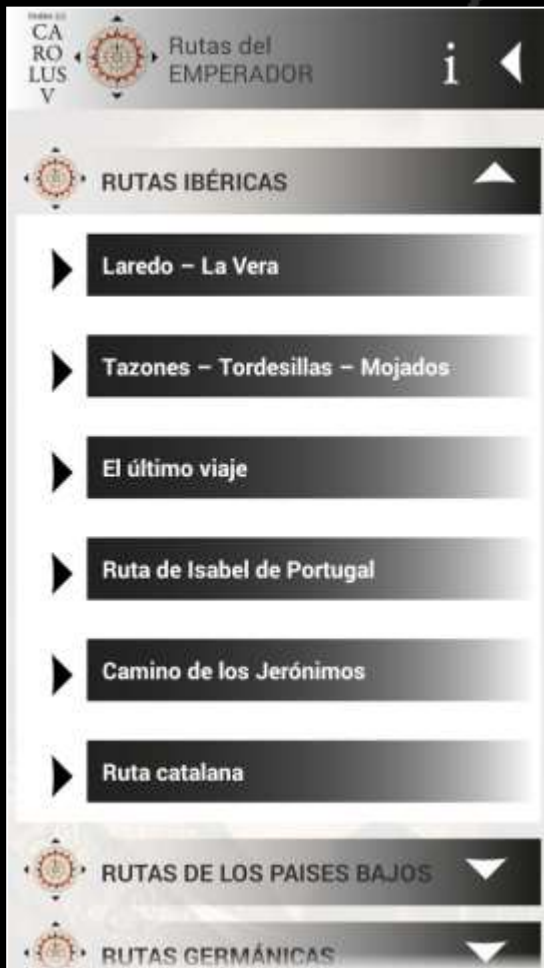 CA
RO
LUS
V
Rutas del
EMPERADOR
i
RUTAS IBÉRICAS
Laredo – La Vera
Tazones – Tordesillas – Mojados
El último viaje
Ruta de Isabel de Portugal
Camino de los Jerónimos
Ruta catalana
RUTAS DE LOS PAISES BAJOS
RUTAS GERMÁNICAS